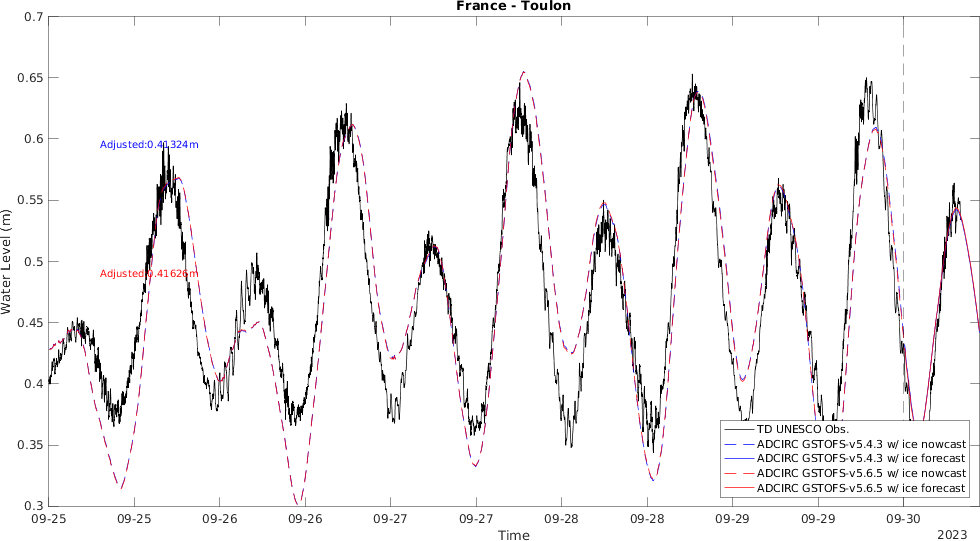 France - Toulon
0.7
0.65
0.6
0.55
0.5
0.45
0.4
0.35
0.3
Water Level (m)
Adjusted:0.41324m
Adjusted:0.41626m
TD UNESCO Obs.
ADCIRC GSTOFS-v5.4.3 w/ ice nowcast
ADCIRC GSTOFS-v5.4.3 w/ ice forecast
ADCIRC GSTOFS-v5.6.5 w/ ice nowcast
ADCIRC GSTOFS-v5.6.5 w/ ice forecast
09-25 09-25 09-26 09-26 09-27 09-27 09-28 09-28 09-29 09-29 09-30
Time
2023